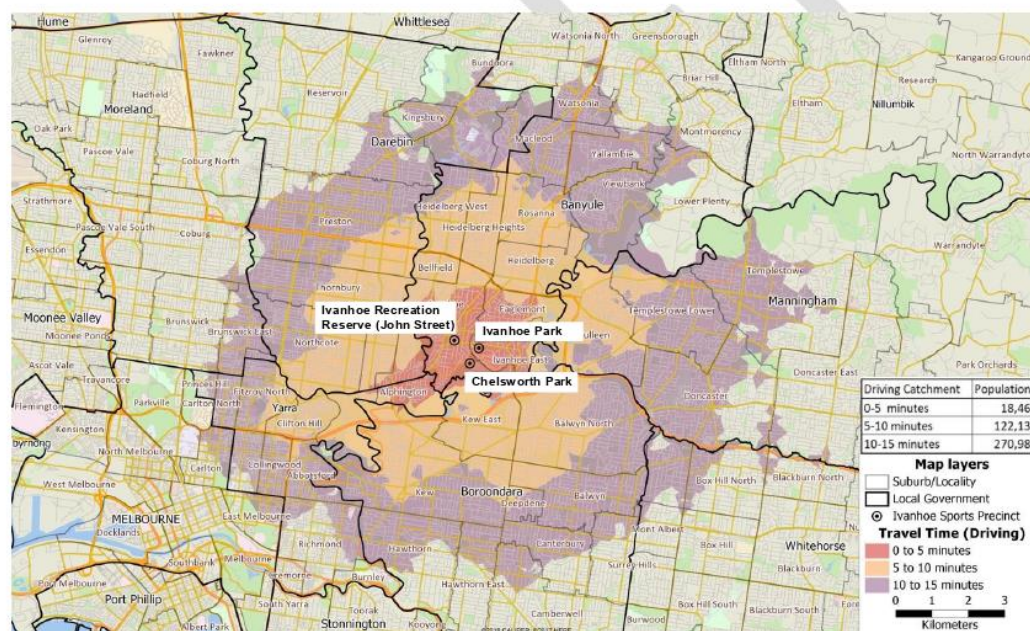 Hume
Whittlesea
Watsonia North
Greensborough
Kangaroo Ground
Glenroy
Fawkner
Bundoora
Eltham North
Hadfield
Briar Hill
Research
Reservoir
Watsonia
Eltham
Nillumbik
Moreland
Kingsbury
Montmorency
Oak Park
Darebin
Macleod
Pascoe Vale
Coburg North
Yallambie
North Warrandyte
Viewbank
Strathmore
Heidelberg West
Rosanna
Banyule
Lower Plenty
Preston
Pascoe Vale South
Coburg
Heidelberg Heights
Warrandyte
Essendon
Heidelberg
Bellfield
Templestowe
Thornbury
Manningham
Eaglemont
Ivanhoe Recreation
Reserve (John Street)
Ivanhoe Park
Templestowe Lower
Moonee Valley
Brunswick
Moonee Ponds
Brunswick East
Northcote
Ivanhoe East
Ascot Vale
Park Orchards
Chelsworth Park
Doncaster East
Travancore
Princes Hill
Fitzroy North
Alphington
Parkville
Carlton North
Yarra
Doncaster
Flemington
Clifton Hill
Kew East
Balwyn North
Kensington
North Melbourne
Carlton
Collingwood
Abbotsford
Box Hill North
Blackburn North
West Melbourne
Kew
Boroondara
Deepdene
Balwyn
MELBOURNE
East Melbourne
Docklands
Mont Albert
Richmond
Hawthorn
Canterbury
Box Hill
Whitehorse
Southbank
Melbourne
Cremorne
Surrey Hills
Blackburn
Port Melbourne
Burnley
Hawthorn East
Port Phillip
South Yarra
Toorak
Camberwell
Box Hill South
Blackburn South
Albert Park
Stonnington
Kooyong
Burwood
Driving Catchment Population
0-5 minutes 18,46
5-10 minutes 122,13
10-15 minutes 270,98
Map layers
Suburb/Locality
Local Government
Ivanhoe Sports Precinct
Travel Time (Driving)
0 to 5 minutes
5 to 10 minutes
10 to 15 minutes
0 1 2 3
Kilometers